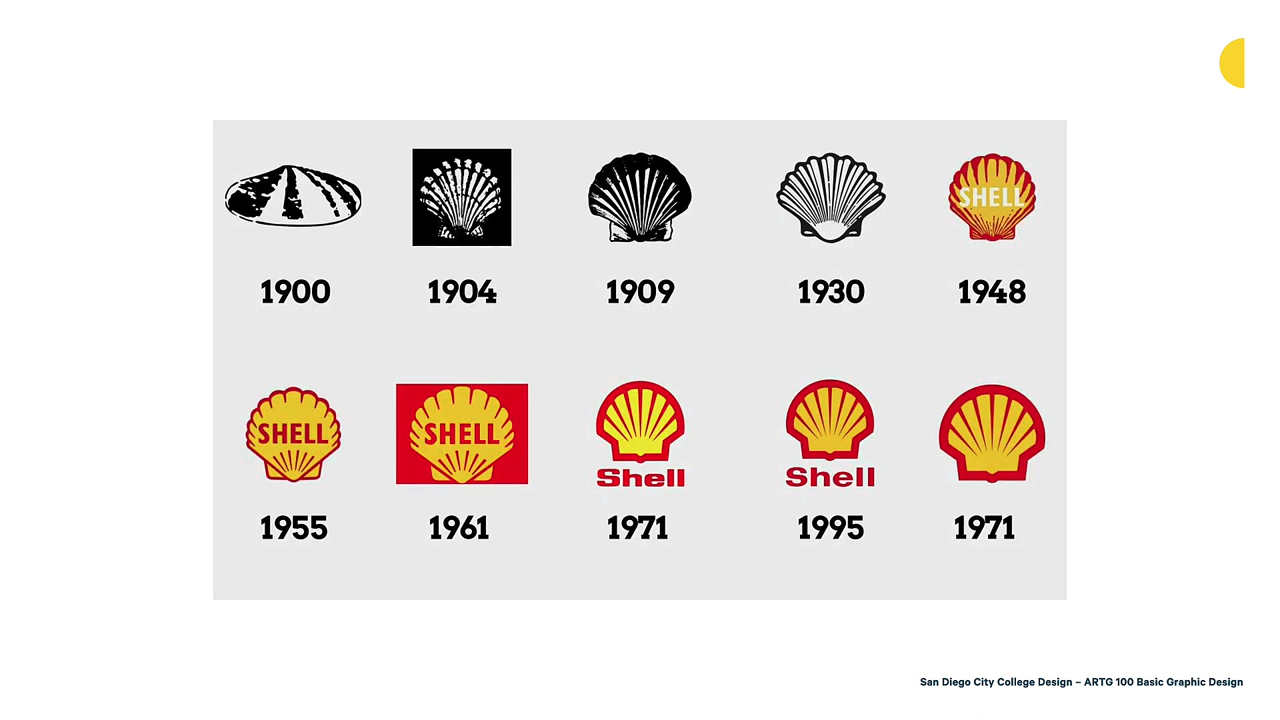 SHELL
1900 1904 1909 1930 1948
SHELL SHELL
Shell Shell
1955 1961 1971 1995 1971
San Diego City College Design – ARTG 100 Basic Graphic Design